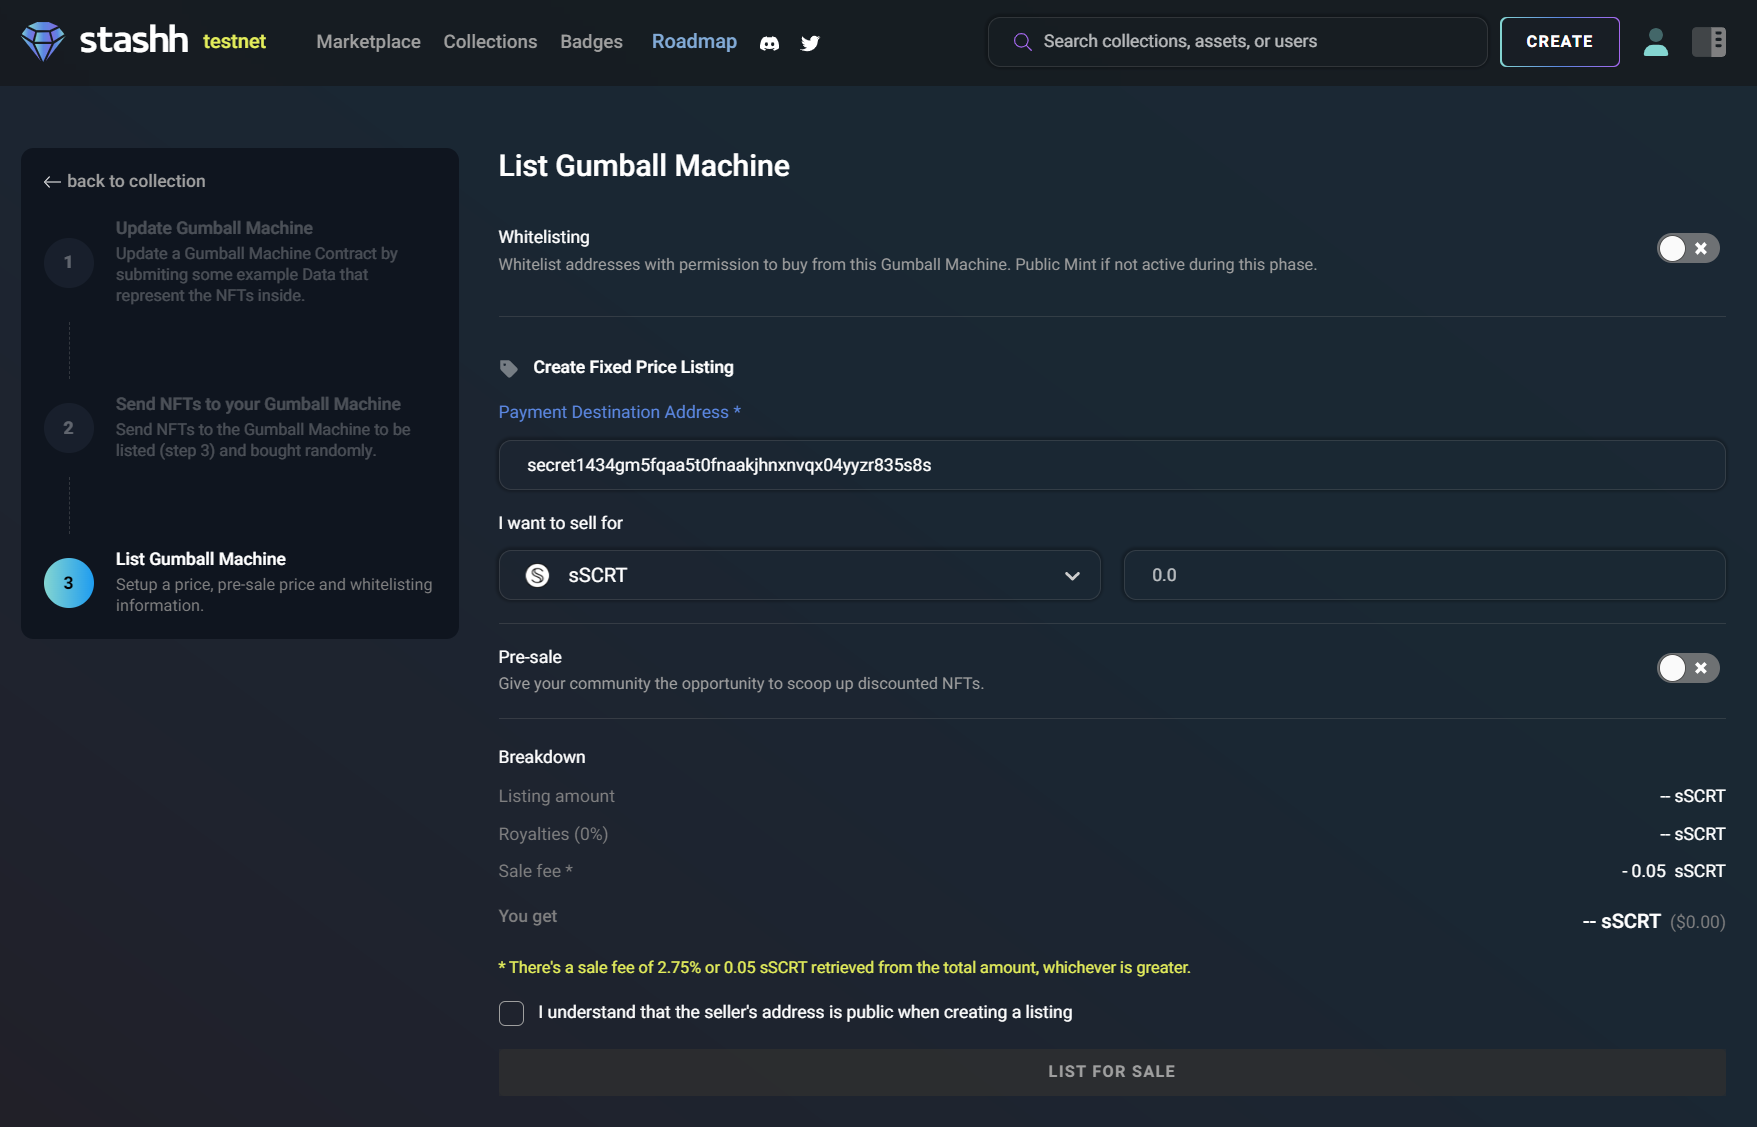 stashh testnet
Marketplace Collections Badges Roadmap
Search collections, assets, or users
CREATE
back to collection
1
Update Gumball Machine
Update a Gumball Machine Contract by
submiting some example Data that
represent the NFTs inside.
2
Send NFTs to your Gumball Machine
Send NFTs to the Gumball Machine to be
listed (step 3) and bought randomly.
3
List Gumball Machine
Setup a price, pre-sale price and whitelisting
information.
List Gumball Machine
Whitelisting
Whitelist addresses with permission to buy from this Gumball Machine. Public Mint if not active during this phase.
Create Fixed Price Listing
Payment Destination Address *
secret1434gm5fqaa5t0fnaakjhnxnvqx04yyzr835s8s
I want to sell for
sSCRT
0.0
Pre-sale
Give your community the opportunity to scoop up discounted NFTs.
Breakdown
Listing amount -- sSCRT
Royalties (0%) -- sSCRT
Sale fee * - 0.05 sSCRT
You get -- sSCRT ($0.00)
* There's a sale fee of 2.75% or 0.05 sSCRT retrieved from the total amount, whichever is greater.
I understand that the seller's address is public when creating a listing
LIST FOR SALE